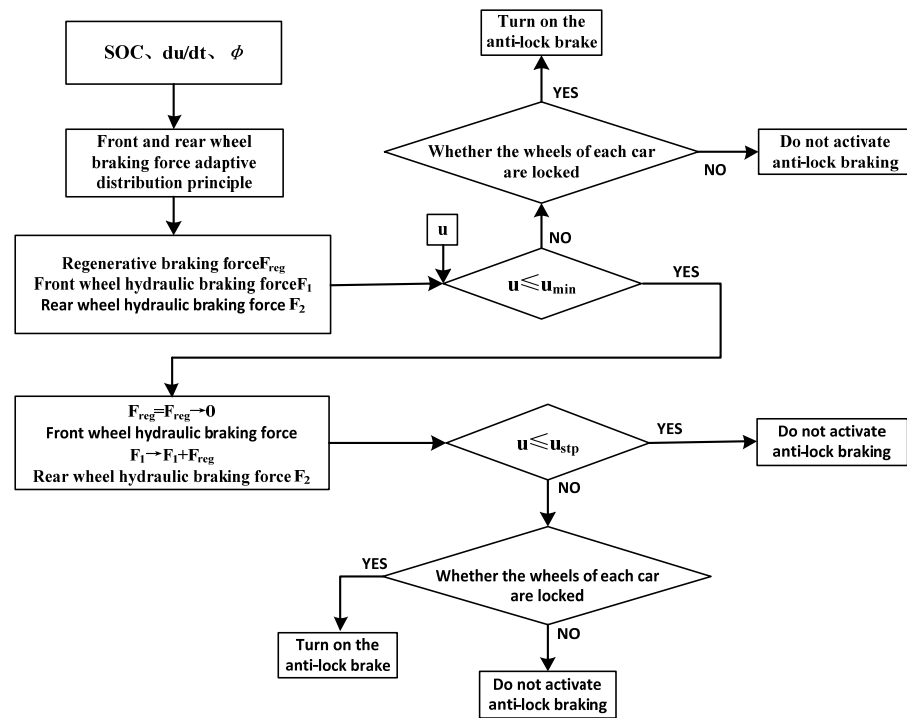 SOC、du/dt、ϕ
Front and rear wheel
braking force adaptive
distribution principle
Regenerative braking forceFreg
Front wheel hydraulic braking forceF1
Rear wheel hydraulic braking force F2
u
u≤umin
YES
NO
Whether the wheels of each car
are locked
YES
Turn on the
anti-lock brake
NO
Do not activate
anti-lock braking
Freg=Freg→0
Front wheel hydraulic braking force
F1→F1+Freg
Rear wheel hydraulic braking force F2
u≤ustp
YES
Do not activate
anti-lock braking
NO
Whether the wheels of each car
are locked
YES
Turn on the
anti-lock brake
NO
Do not activate
anti-lock braking